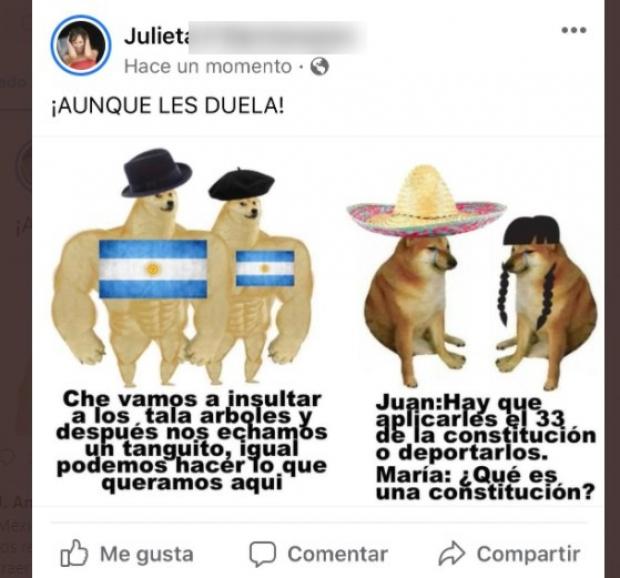 Julieta
Hace un momento ·
¡AUNQUE LES DUELA!
Che vamos a insultar
a los tala arboles y
después nos echamos
un tanguito, igual
podemos hacer lo que
queramos aqui
Juan:Hay que
aplicarles el 33
de la constitución
o deportarlos.
María: ¿Qué es
una constitución?
Me gusta
Comentar
Compartir